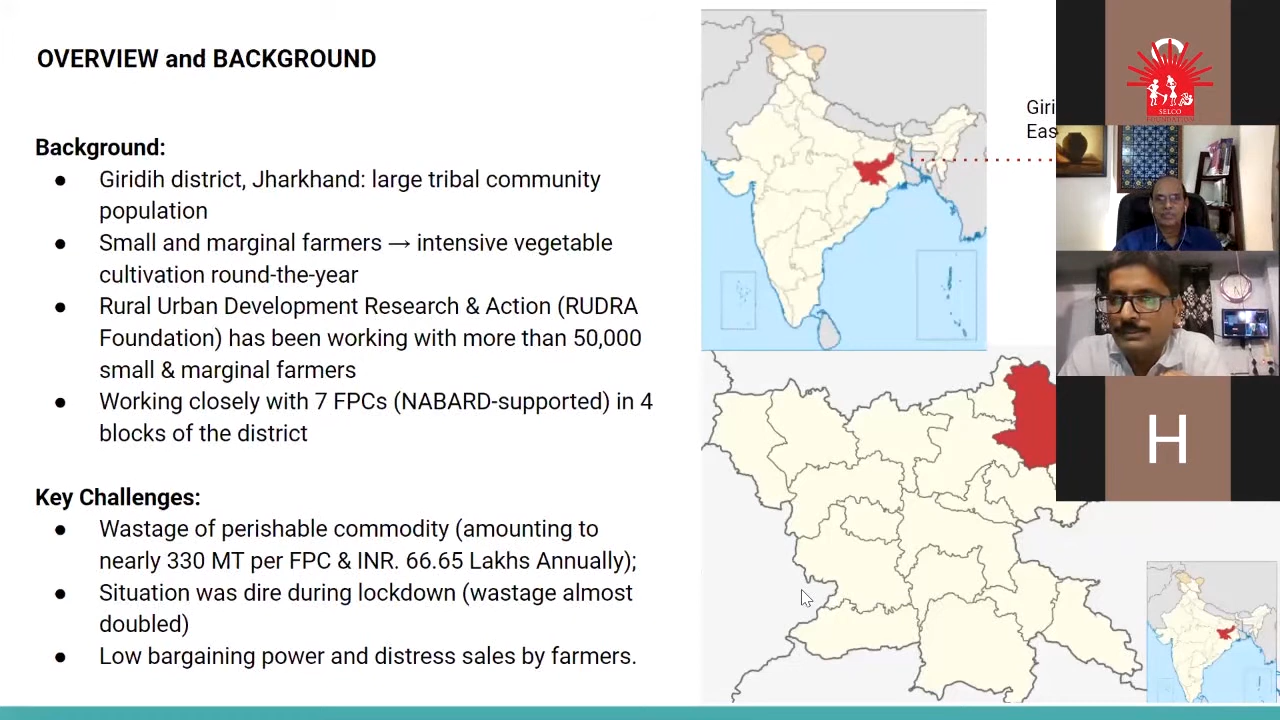 OVERVIEW and BACKGROUND
Background:
● Giridih district, Jharkhand: large tribal community
population
● Small and marginal farmers → intensive vegetable
cultivation round-the-year
● Rural Urban Development Research & Action (RUDRA
Foundation) has been working with more than 50,000
small & marginal farmers
● Working closely with 7 FPCs (NABARD-supported) in 4
blocks of the district
Key Challenges:
● Wastage of perishable commodity (amounting to
nearly 330 MT per FPC & INR. 66.65 Lakhs Annually);
● Situation was dire during lockdown (wastage almost
doubled)
● Low bargaining power and distress sales by farmers.
Giri
Eas
SELCO
FOUNDATION
H